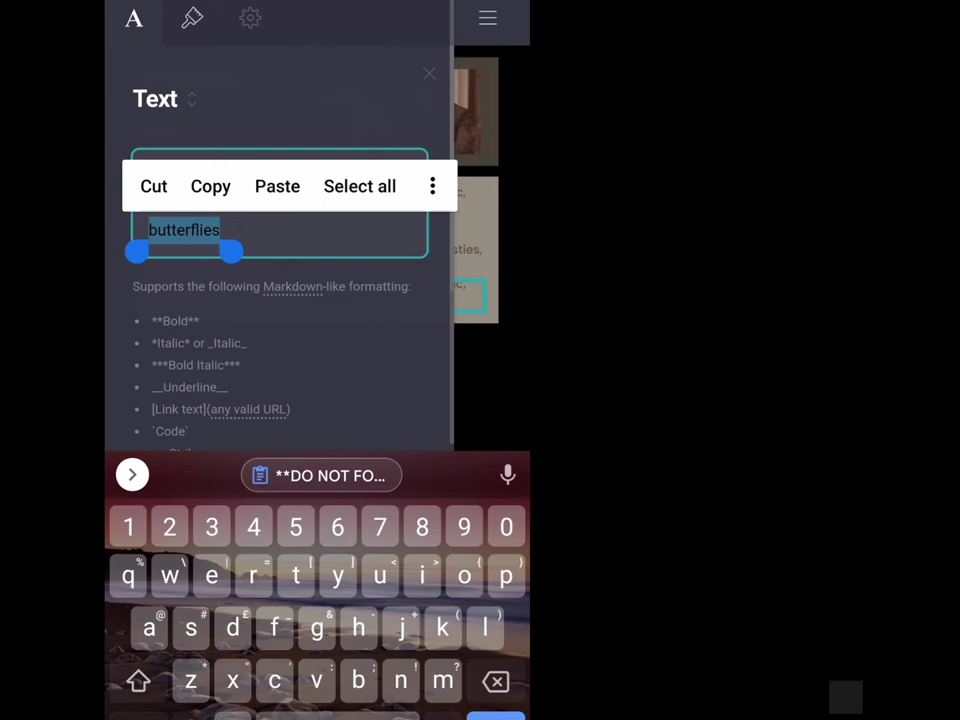 A
Text
Cut Copy Paste Select all
butterflies
Supports the following Markdown-like formatting:
• **Bold**
• *Italic* or _Italic_
• ***Bold Italic***
• __Underline__
• [Link text](any valid URL)
• `Code`
sties,
**DO NOT FO...
1 2 3 4 5 6 7 8 9 0
% \ | = [ ] < > { }
q w e r t y u i o p
@ # £ - & - + ( )
a s d f g h j k l
* " ' : ; ! ?
z x c v b n m